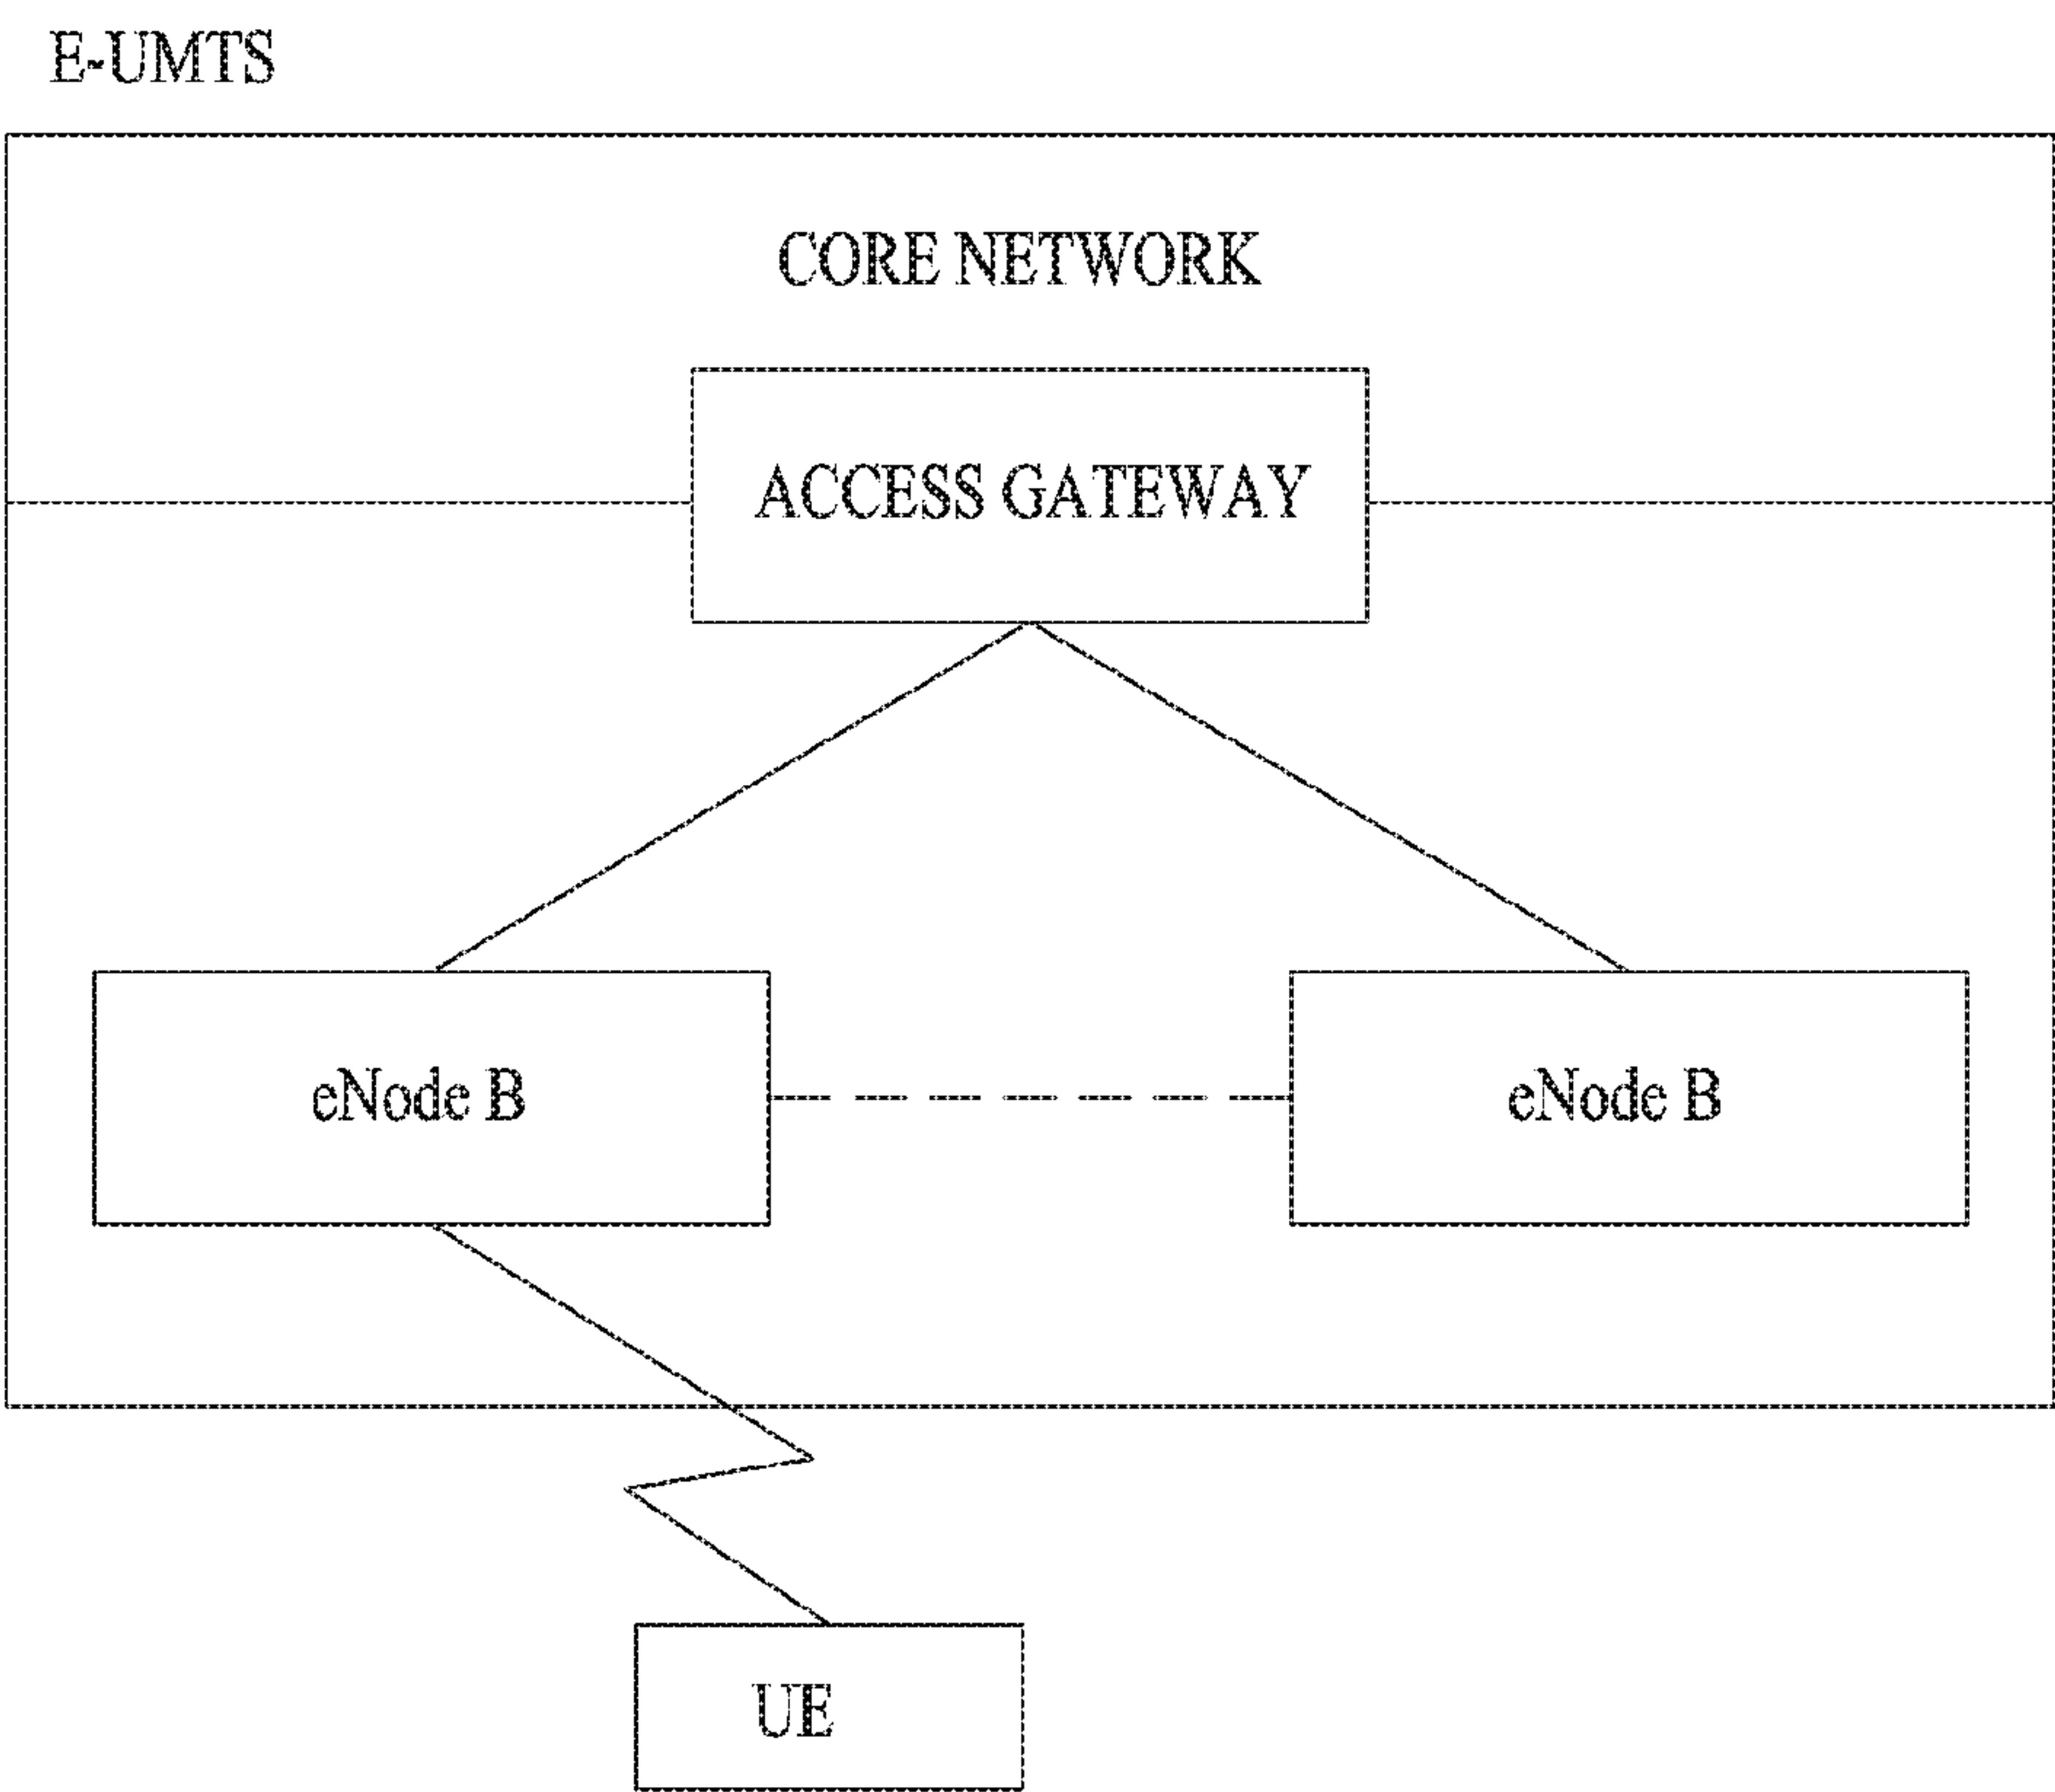 E-UMTS
CORE NETWORK
ACCESS GATEWAY
eNode B
eNode B
UE